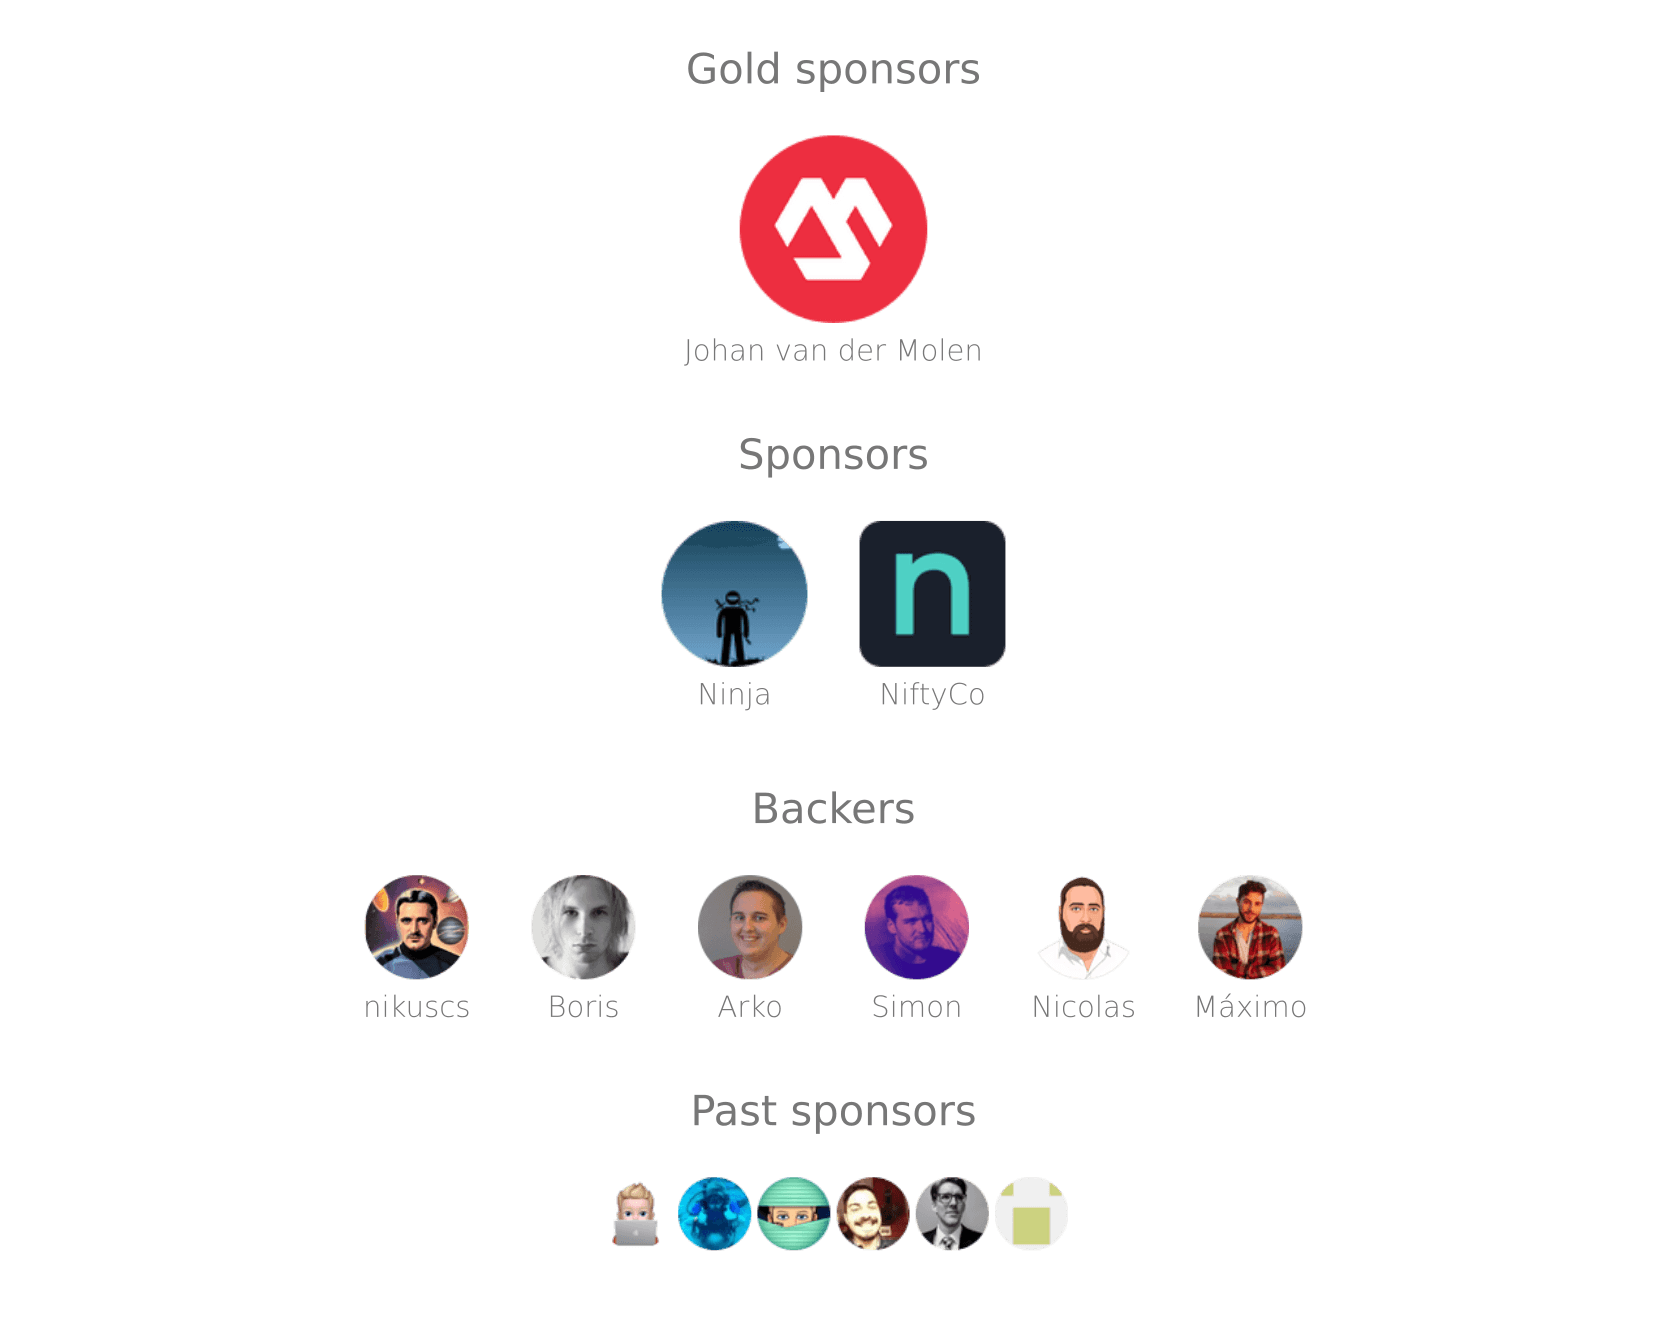 Gold sponsors
Johan van der Molen
Sponsors
n
Ninja NiftyCo
Backers
nikuscs Boris Arko Simon Nicolas Máximo
Past sponsors